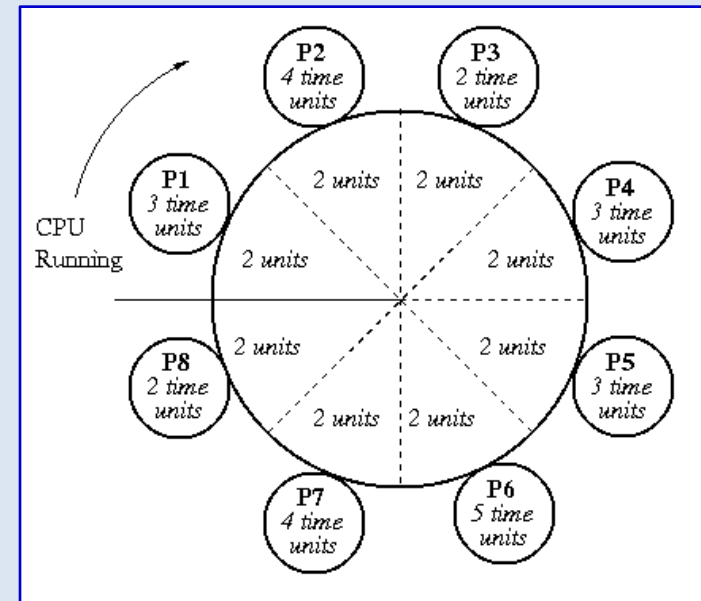 P2
4 time
units
P3
2 time
units
P1
3 time
units
2 units
2 units
P4
3 time
units
CPU
Running
2 units
2 units
2 units
2 units
P8
2 time
units
P5
3 time
units
2 units
2 units
P7
4 time
units
P6
5 time
units